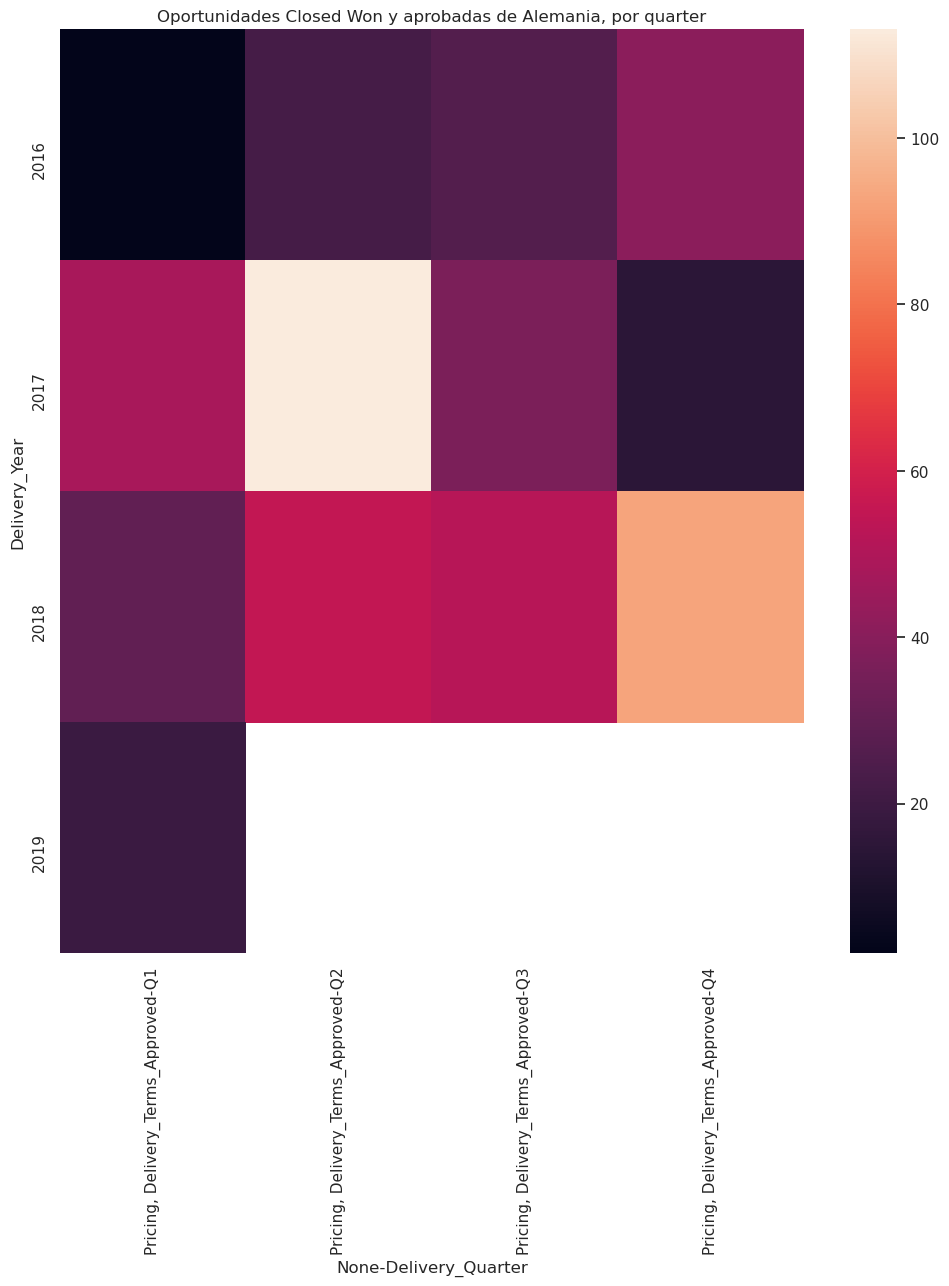 Oportunidades Closed Won y aprobadas de Alemania, por quarter
Delivery_Year
2016
2017
2018
2019
100
80
60
40
20
Pricing, Delivery_Terms_Approved-Q1
Pricing, Delivery_Terms_Approved-Q2
Pricing, Delivery_Terms_Approved-Q3
Pricing, Delivery_Terms_Approved-Q4
None-Delivery_Quarter